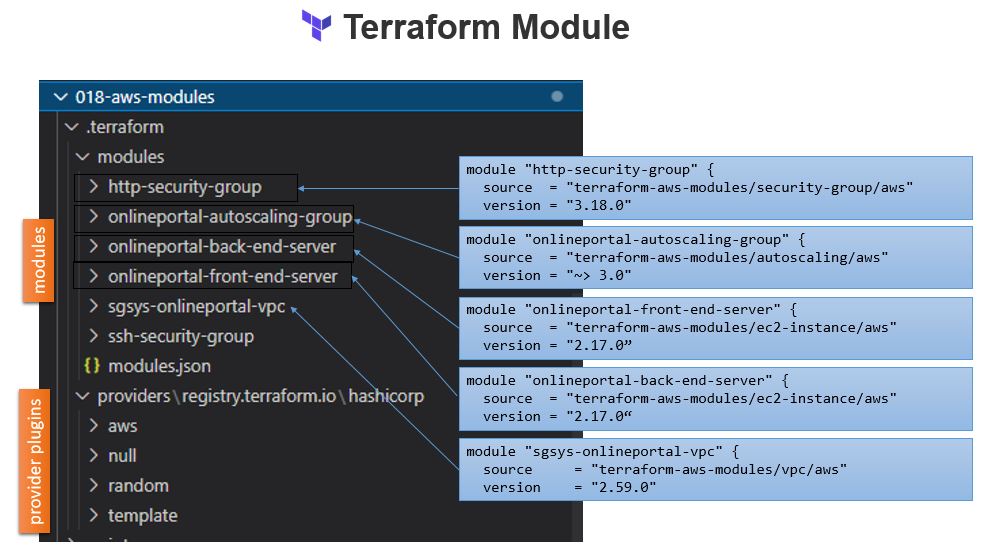 Terraform Module
018-aws-modules
.terraform
modules
http-security-group
onlineportal-autoscaling-group
onlineportal-back-end-server
onlineportal-front-end-server
sgsys-onlineportal-vpc
ssh-security-group
{} modules.json
providers\registry.terraform.io\hashicorp
aws
null
random
template
modules
provider plugins
module "http-security-group" {
source = "terraform-aws-modules/security-group/aws"
version = "3.18.0"
module "onlineportal-autoscaling-group" {
source = "terraform-aws-modules/autoscaling/aws"
version = "~> 3.0"
module "onlineportal-front-end-server" {
source = "terraform-aws-modules/ec2-instance/aws"
version = "2.17.0”
module "onlineportal-back-end-server" {
source = "terraform-aws-modules/ec2-instance/aws"
version = "2.17.0“
module "sgsys-onlineportal-vpc" {
source = "terraform-aws-modules/vpc/aws"
version = "2.59.0"